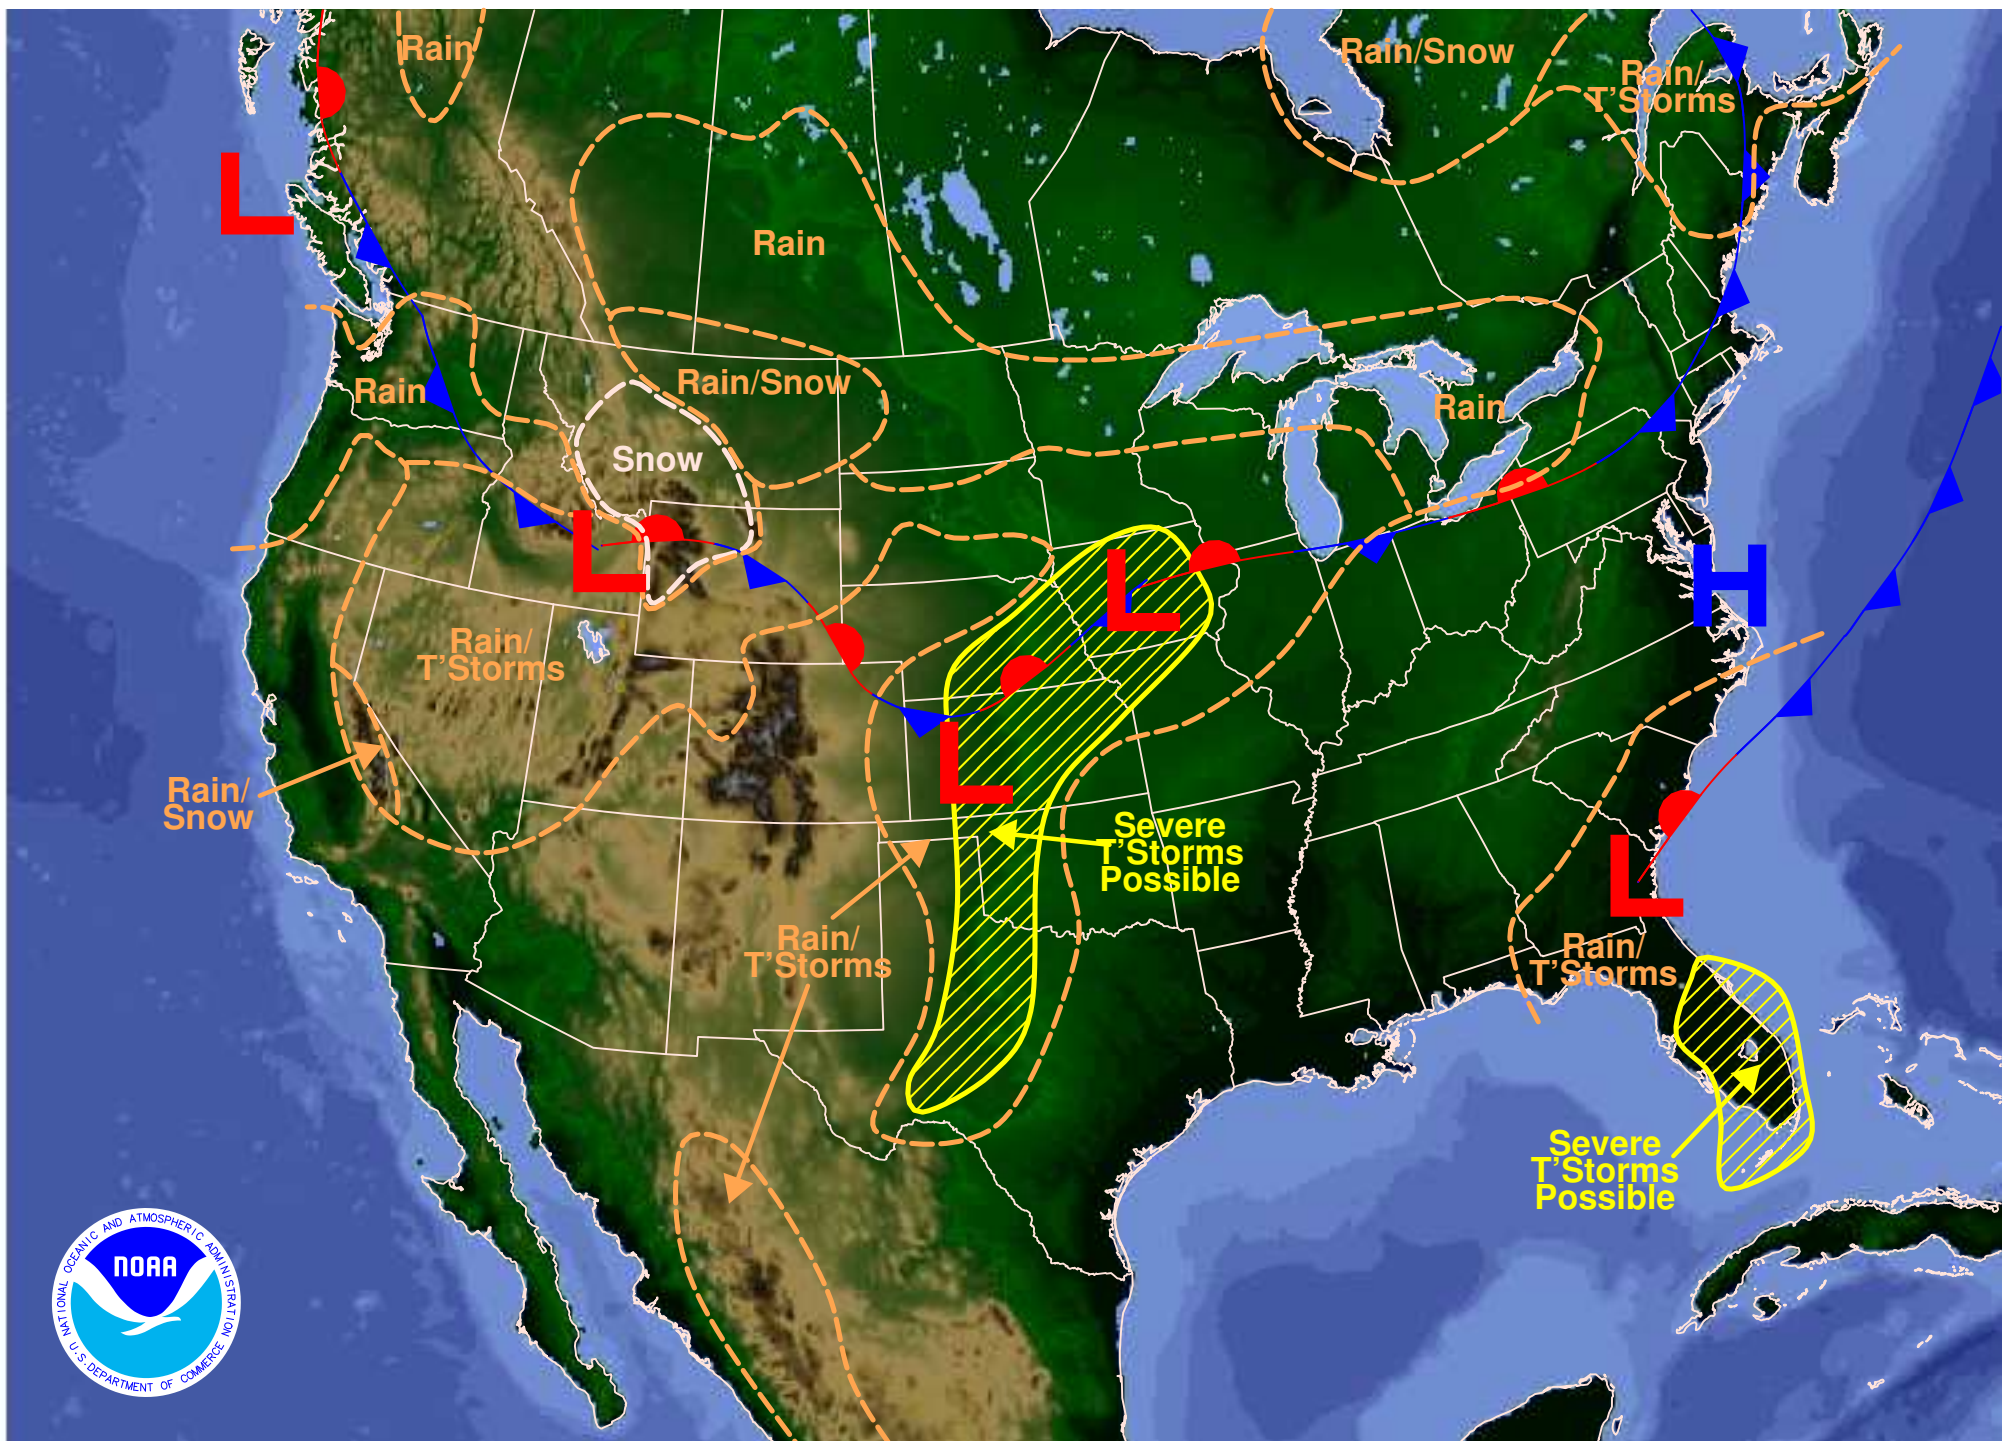 Rain
Rain/Snow
Rain/
T'Storms
L
Rain
Rain/Snow
Rain
Rain
Snow
L
L
H
Rain/
T'Storms
L
Rain/
Snow
Severe
T'Storms
Possible
L
Rain/
T'Storms
Rain/
T'Storms
Severe
T'Storms
Possible
NATIONAL OCEANIC AND ATMOSPHERIC ADMINISTRATION
NOAA
U.S. DEPARTMENT OF COMMERCE